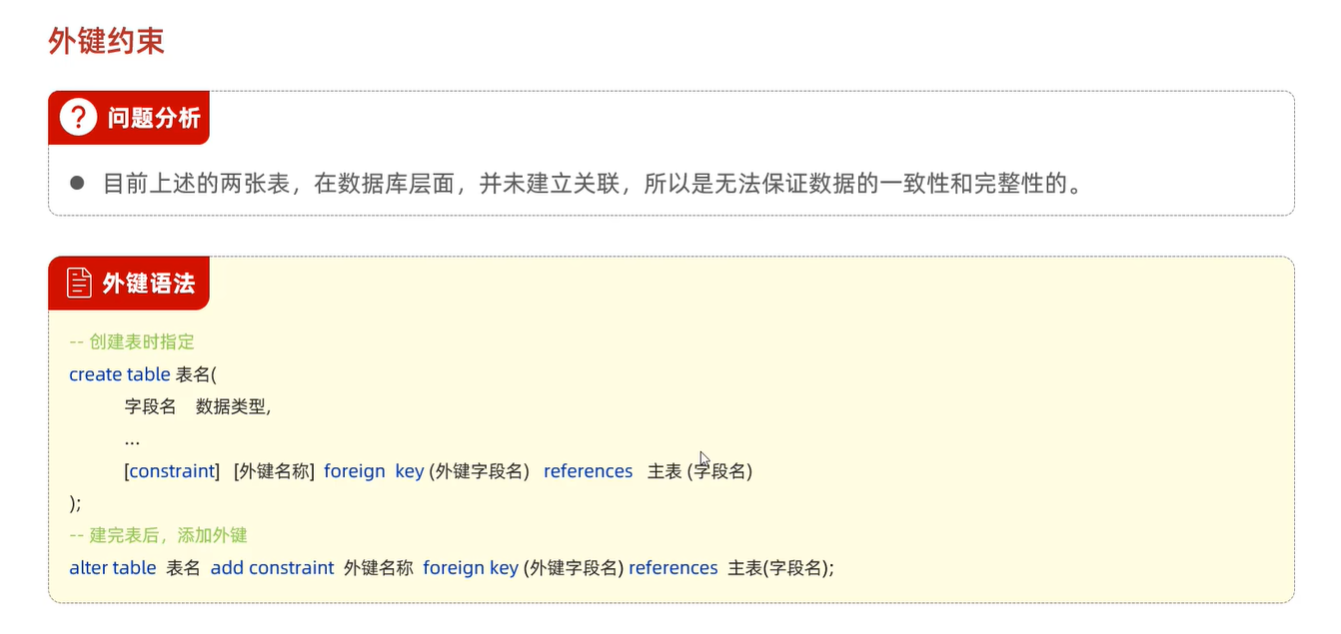 外键约束
? 问题分析
● 目前上述的两张表，在数据库层面，并未建立关联，所以是无法保证数据的一致性和完整性的。
外键语法
-- 创建表时指定
create table 表名(
字段名 数据类型,
...
[constraint] [外键名称] foreign key (外键字段名) references 主表 (字段名)
);
-- 建完表后，添加外键
alter table 表名 add constraint 外键名称 foreign key (外键字段名) references 主表(字段名);